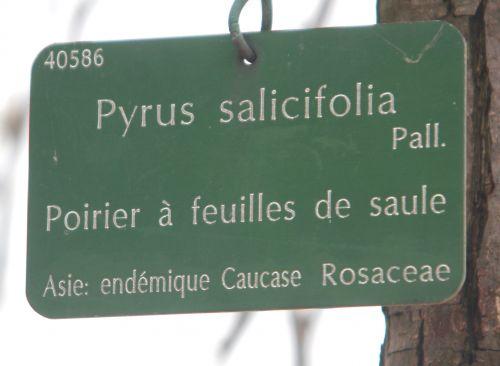 40586
Pyrus salicifolia
Pall.
Poirier à feuilles de saule
Asie: endémique Caucase Rosaceae